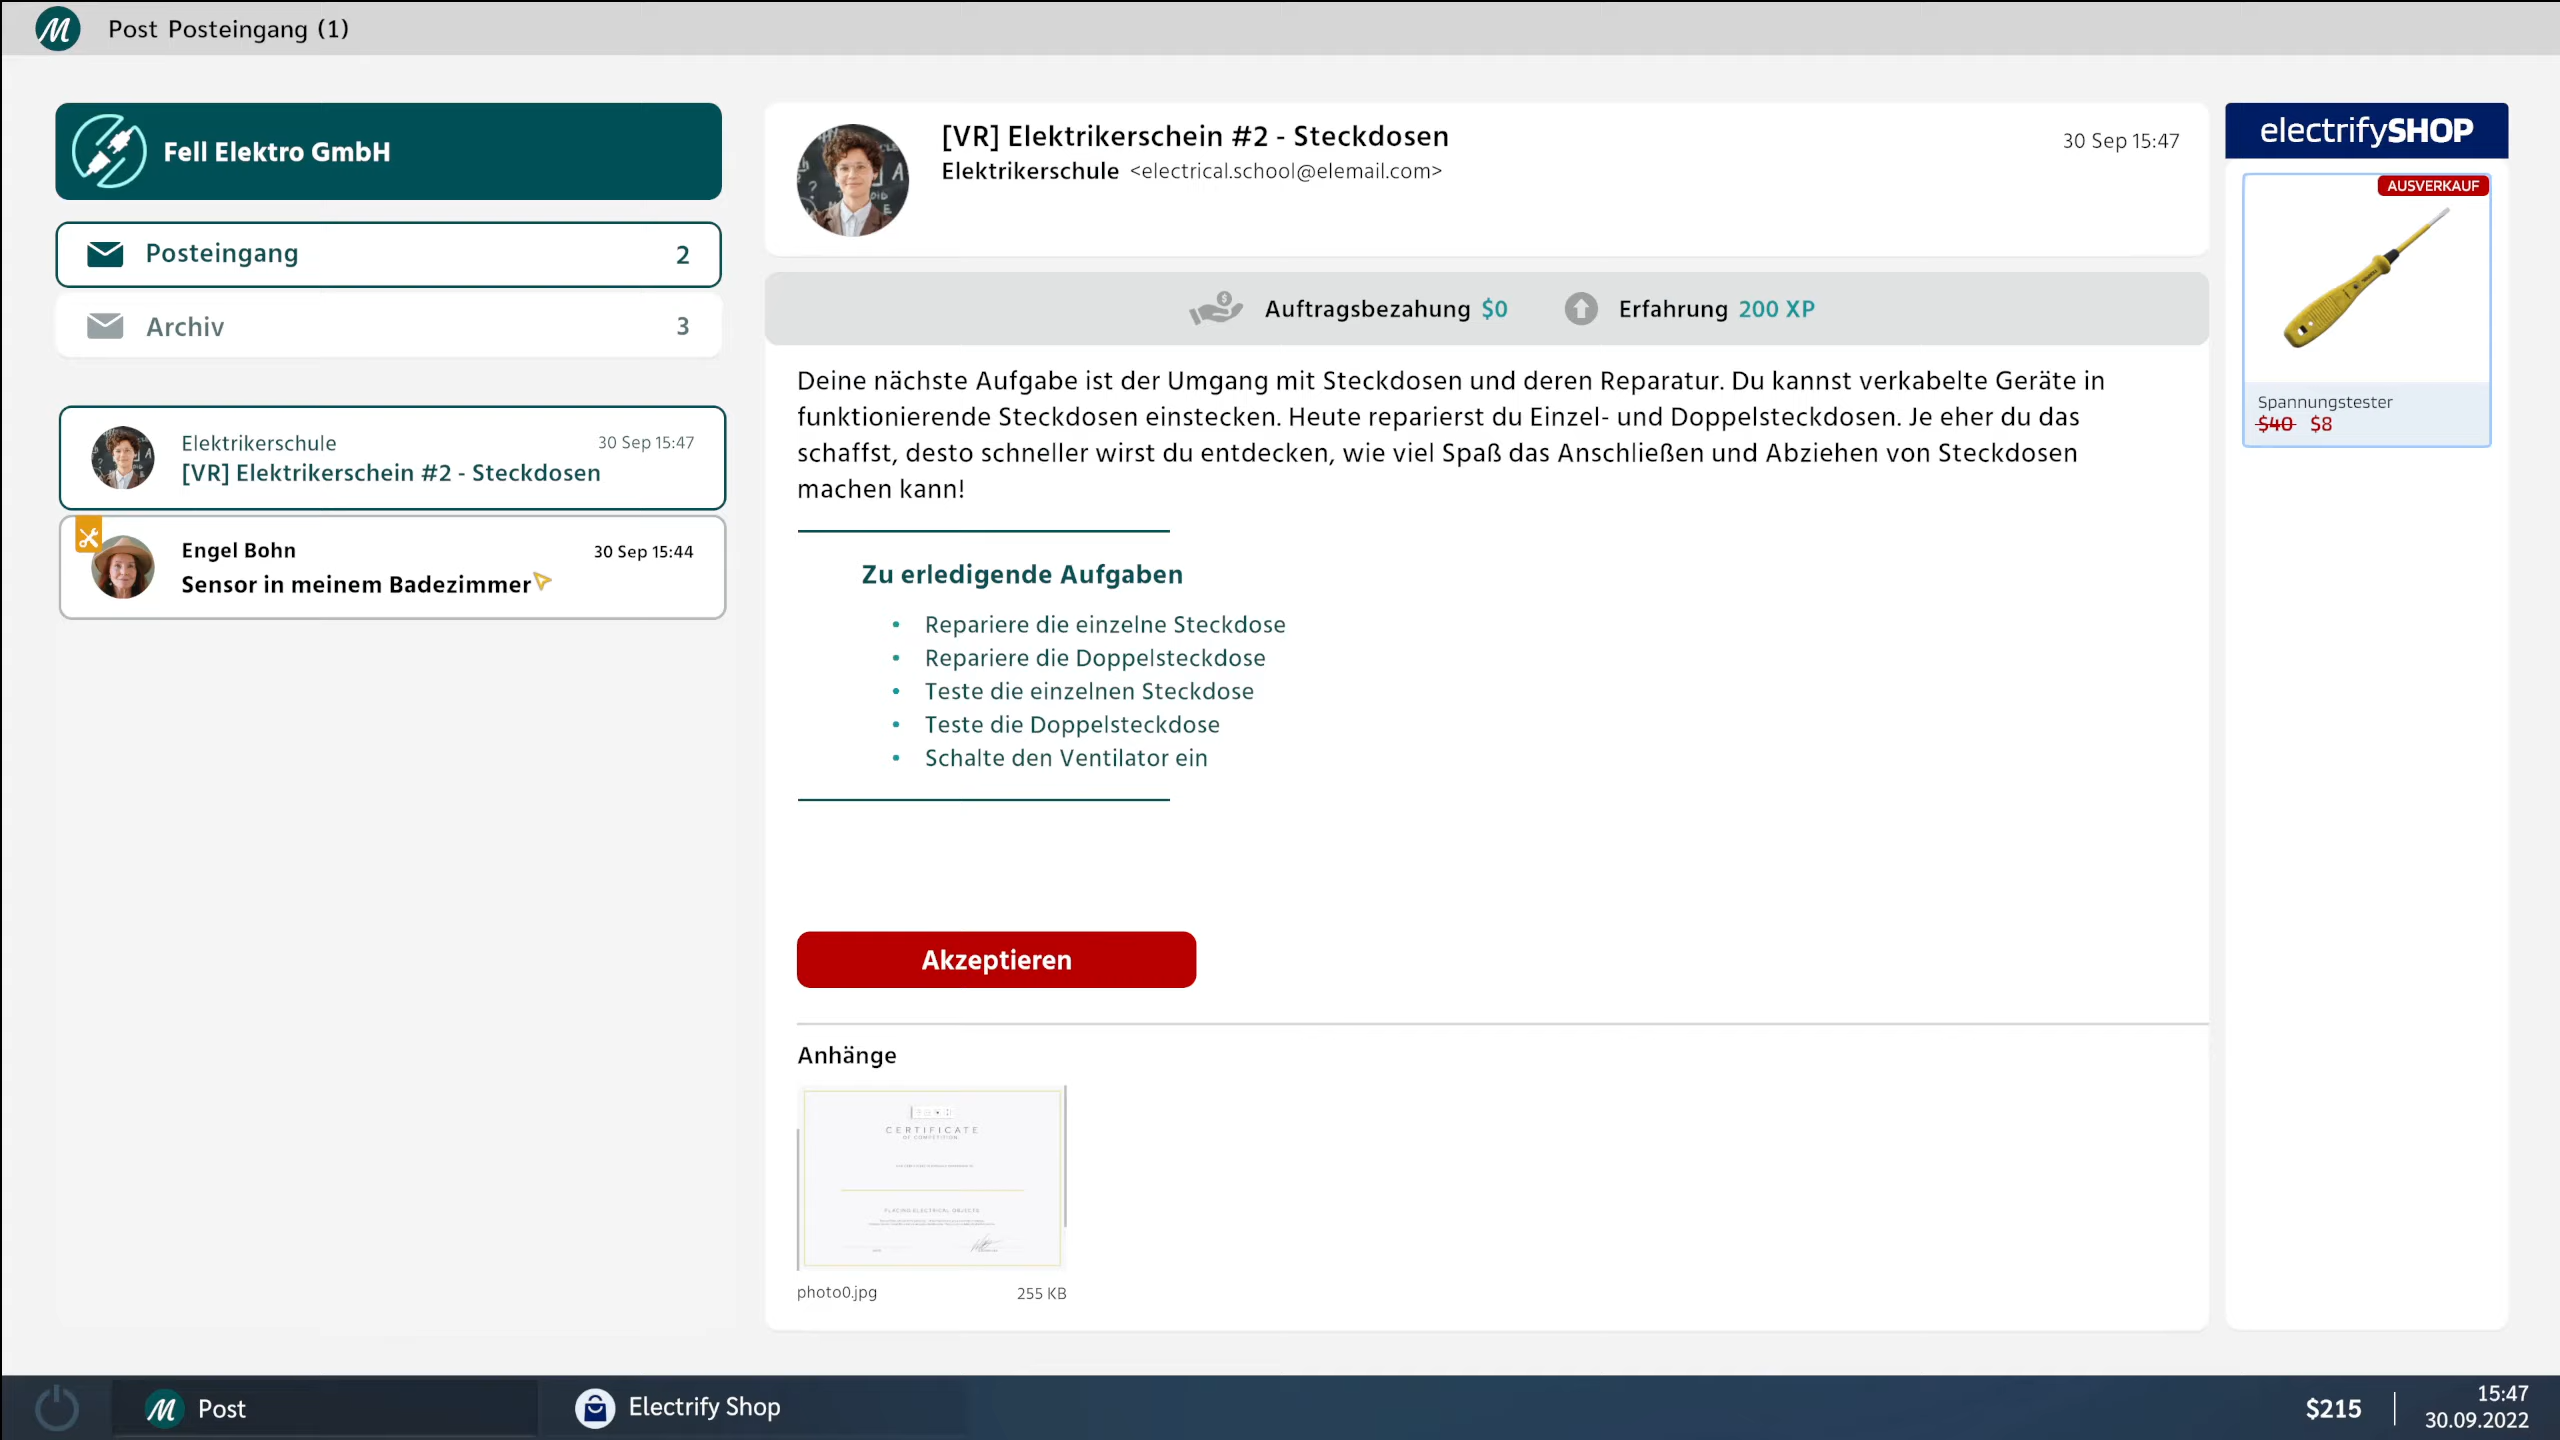 Post Posteingang (1)
Fell Elektro GmbH
Posteingang 2
Archiv 3
Elektrikerschule 30 Sep 15:47
[VR] Elektrikerschein #2 - Steckdosen
Engel Bohn 30 Sep 15:44
Sensor in meinem Badezimmer
[VR] Elektrikerschein #2 - Steckdosen
30 Sep 15:47
Elektrikerschule <electrical.school@elemail.com>
Auftragsbezahung $0 Erfahrung 200 XP
Deine nächste Aufgabe ist der Umgang mit Steckdosen und deren Reparatur. Du kannst verkabelte Geräte in
funktionierende Steckdosen einstecken. Heute reparierst du Einzel- und Doppelsteckdosen. Je eher du das
schaffst, desto schneller wirst du entdecken, wie viel Spaß das Anschließen und Abziehen von Steckdosen
machen kann!
Zu erledigende Aufgaben
• Repariere die einzelne Steckdose
• Repariere die Doppelsteckdose
• Teste die einzelnen Steckdose
• Teste die Doppelsteckdose
• Schalte den Ventilator ein
Akzeptieren
Anhänge
CERTIFICATE
OF COMPETITION
PLACING ELECTRICAL OBJECTS
photo0.jpg 255 KB
electrifySHOP
AUSVERKAUF
Spannungstester
$40 $8
Post
Electrify Shop
$215
15:47
30.09.2022